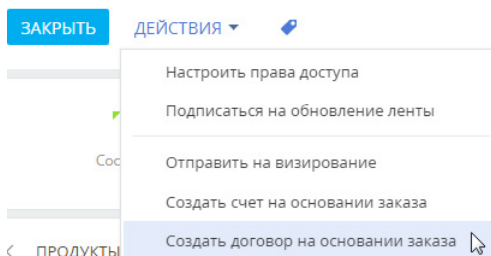 ЗАКРЫТЬ ДЕЙСТВИЯ
Настроить права доступа
Подписаться на обновление ленты
Сос
Отправить на визирование
Создать счет на основании заказа
Создать договор на основании заказа
ПРОДУКТЫ